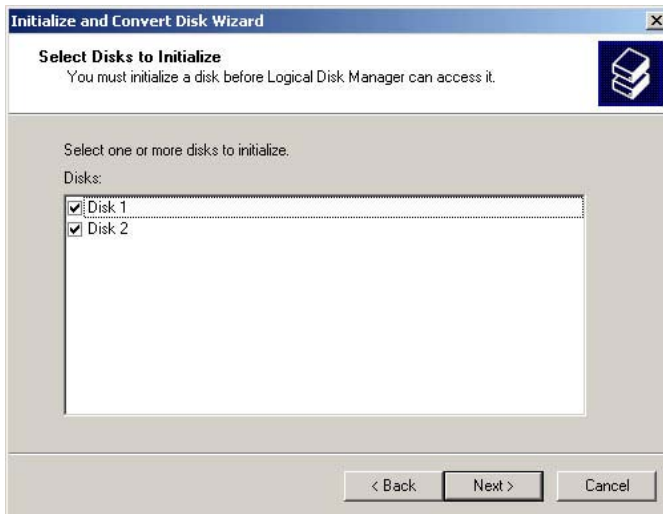 Initialize and Convert Disk Wizard
Select Disks to Initialize
You must initialize a disk before Logical Disk Manager can access it.
Select one or more disks to initialize.
Disks:
Disk 1
Disk 2
< Back Next > Cancel